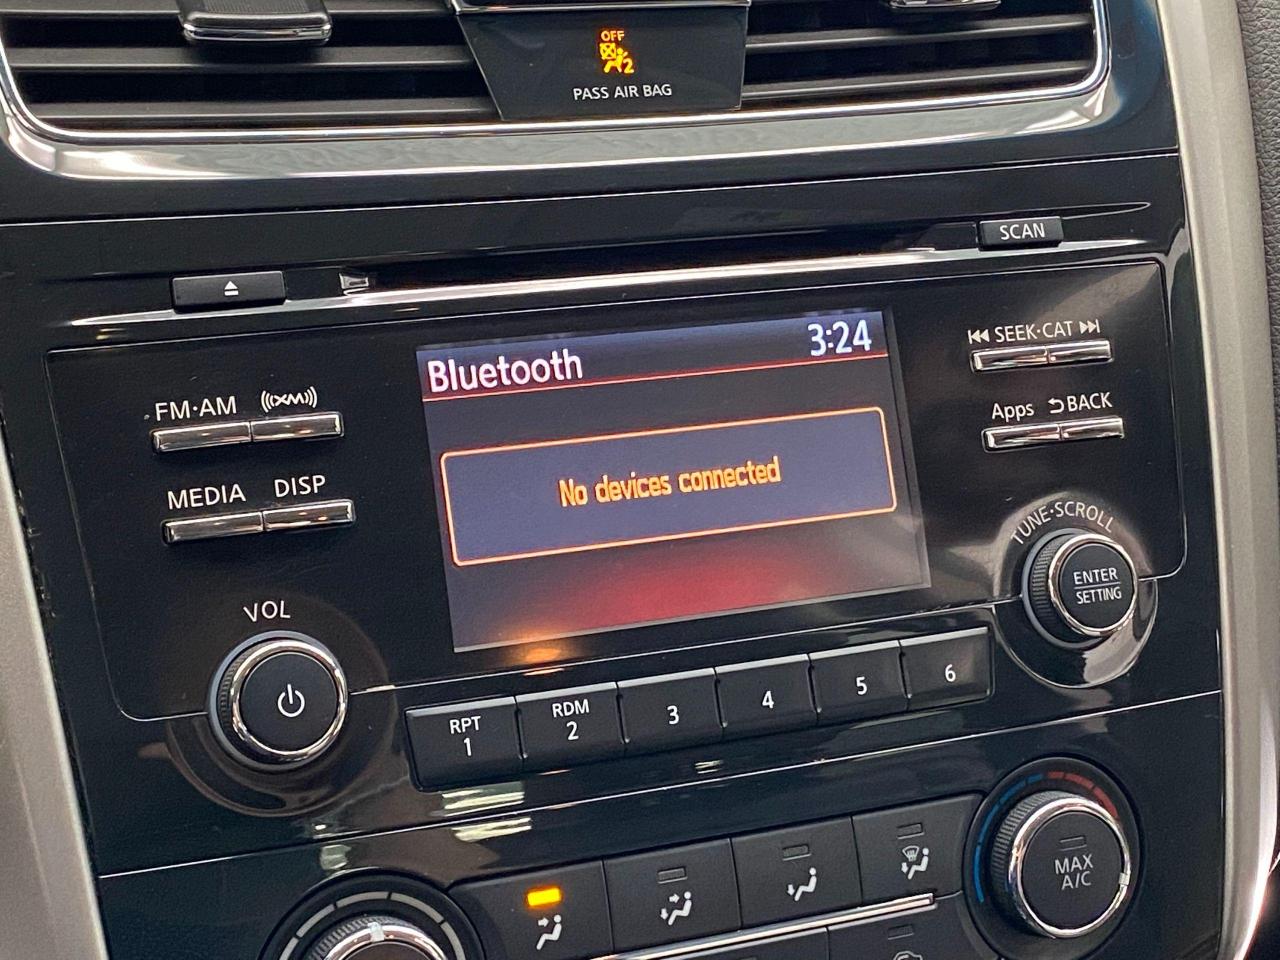 OFF
2
PASS AIR BAG
SCAN
Bluetooth 3:24
No devices connected
FM·AM ((XM))
MEDIA DISP
VOL
SEEK·CAT
Apps BACK
TUNE·SCROLL
ENTER
SETTING
RPT
1
RDM
2
3
4
5
6
MAX
A/C